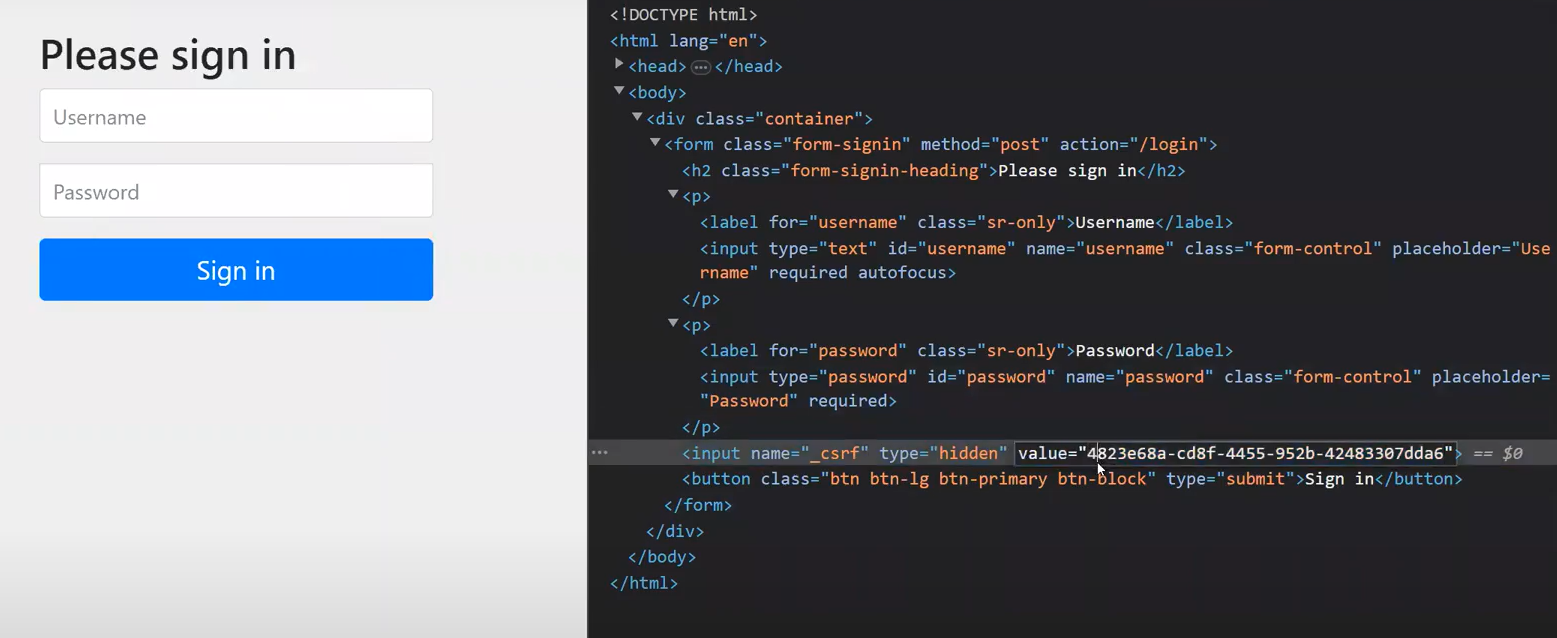 Please sign in
Username
Password
Sign in
<!DOCTYPE html>
<html lang="en">
<head> ••• </head>
<body>
<div class="container">
<form class="form-signin" method="post" action="/login">
<h2 class="form-signin-heading">Please sign in</h2>
<p>
<label for="username" class="sr-only">Username</label>
<input type="text" id="username" name="username" class="form-control" placeholder="Use
rname" required autofocus>
</p>
<p>
<label for="password" class="sr-only">Password</label>
<input type="password" id="password" name="password" class="form-control" placeholder=
"Password" required>
</p>
••• <input name="_csrf" type="hidden" value="4823e68a-cd8f-4455-952b-42483307dda6"> == $0
<button class="btn btn-lg btn-primary btn-block" type="submit">Sign in</button>
</form>
</div>
</body>
</html>